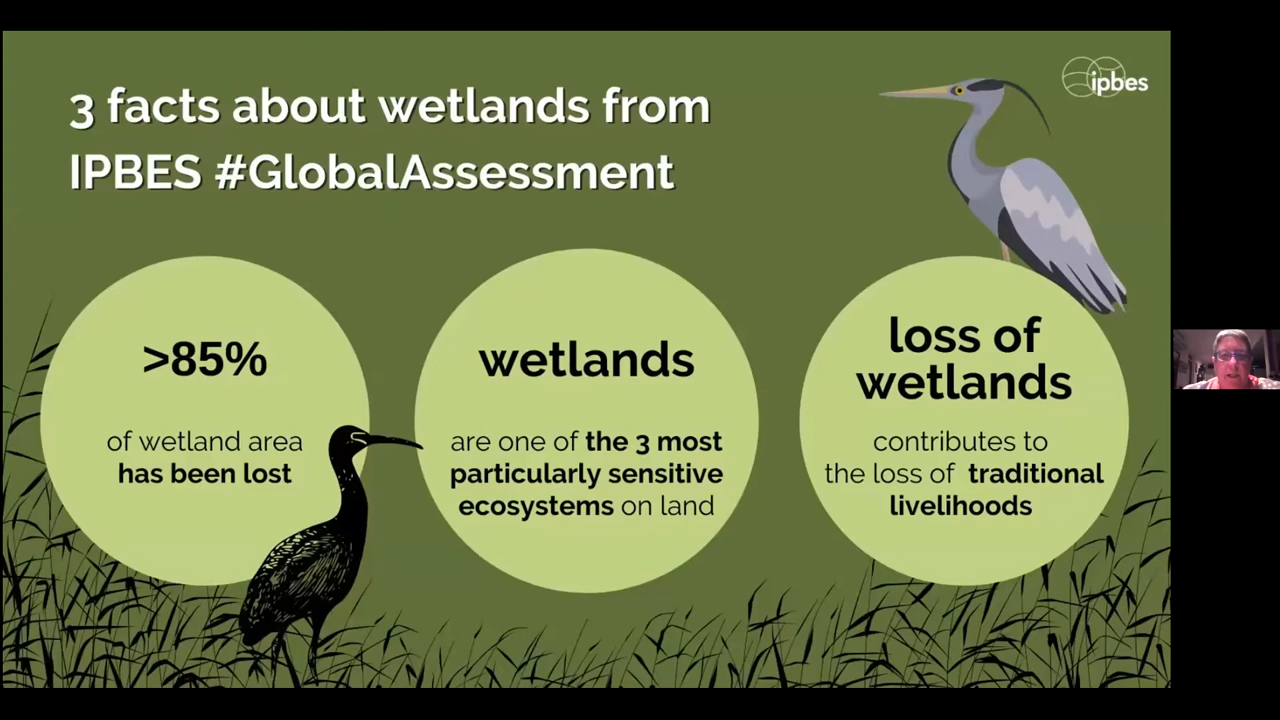 3 facts about wetlands from
IPBES #GlobalAssessment
ipbes
>85%
of wetland area
has been lost
wetlands
are one of the 3 most
particularly sensitive
ecosystems on land
loss of
wetlands
contributes to
the loss of traditional
livelihoods